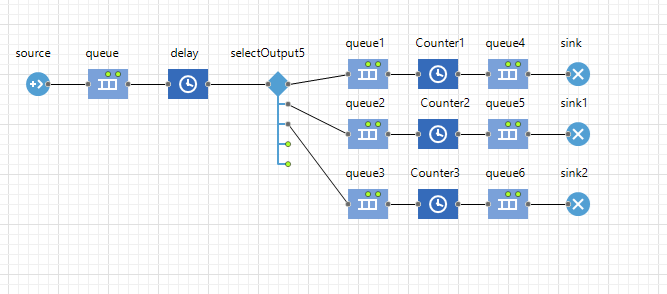 source
queue
delay
selectOutput5
queue1
Counter1
queue4
sink
queue2
Counter2
queue5
sink1
queue3
Counter3
queue6
sink2